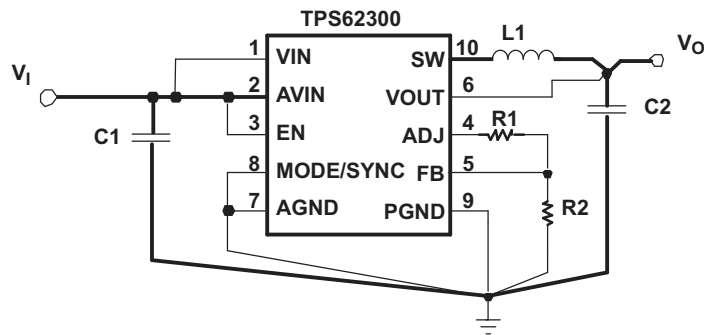 TPS62300
1 VIN SW 10 L1
V_I V_O
2 AVIN VOUT 6
C1 3 EN ADJ 4 R1 C2
8 MODE/SYNC FB 5
7 AGND PGND 9 R2